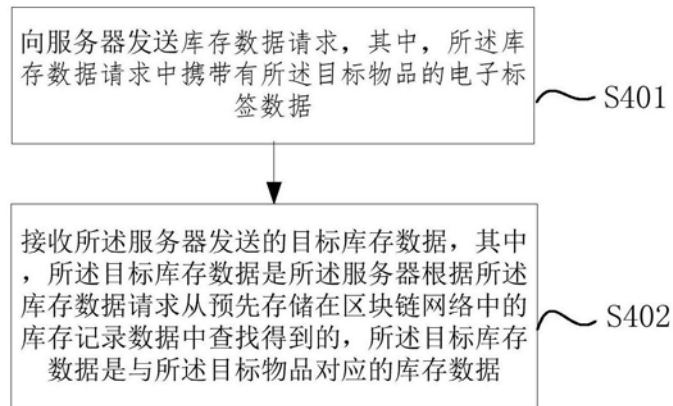 向服务器发送库存数据请求，其中，所述库
存数据请求中携带有所述目标物品的电子标
签数据
S401
接收所述服务器发送的目标库存数据，其中
，所述目标库存数据是所述服务器根据所述
库存数据请求从预先存储在区块链网络中的
库存记录数据中查找得到的，所述目标库存
数据是与所述目标物品对应的库存数据
S402